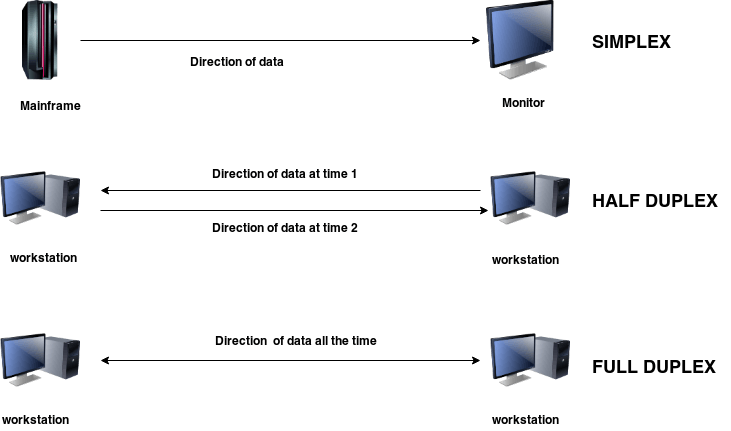 SIMPLEX
Direction of data
Mainframe
Monitor
Direction of data at time 1
HALF DUPLEX
Direction of data at time 2
workstation
workstation
Direction  of data all the time
FULL DUPLEX
workstation
workstation